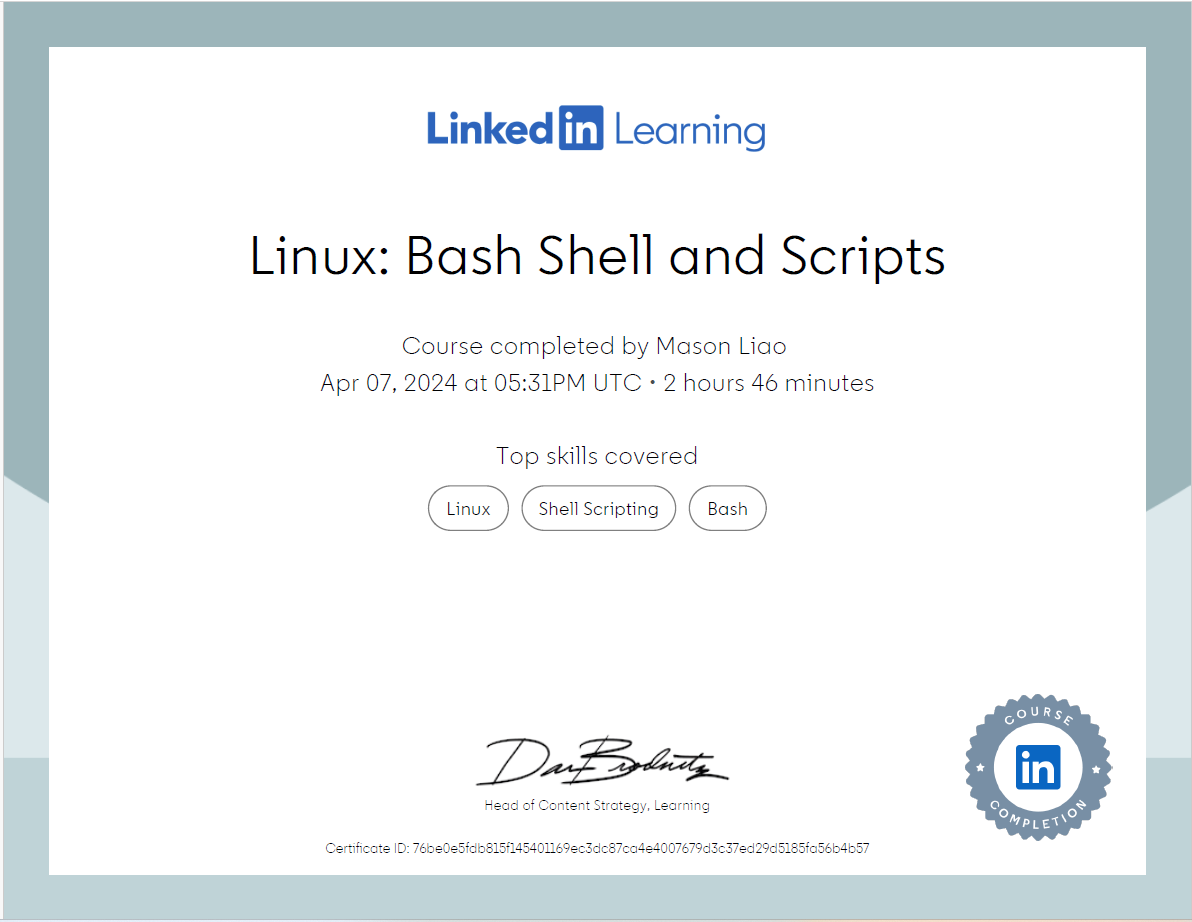 Linked in Learning
Linux: Bash Shell and Scripts
Course completed by Mason Liao
Apr 07, 2024 at 05:31PM UTC • 2 hours 46 minutes
Top skills covered
Linux Shell Scripting Bash
Dan Brodnitz
Head of Content Strategy, Learning
Certificate ID: 76be0e5fdb815f145401169ec3dc87ca4e4007679d3c37ed29d5185fa56b4b57
COURSE
in
COMPLETION